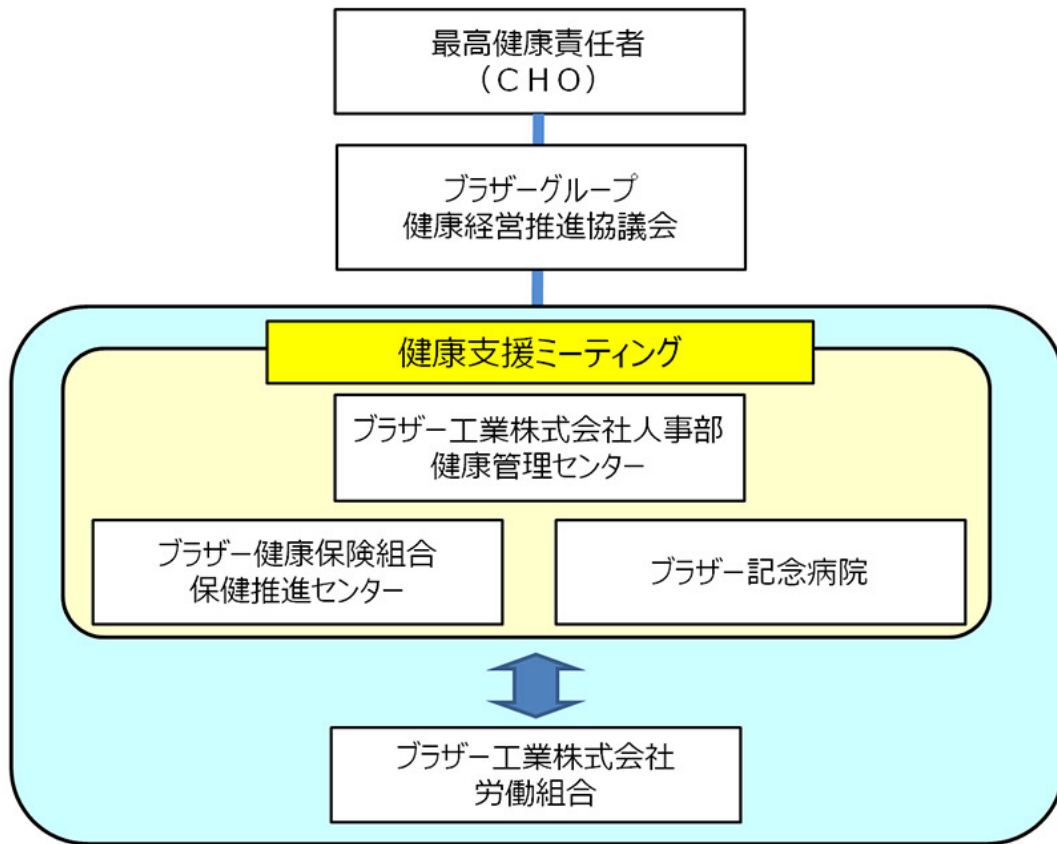 最高健康責任者
（ＣＨＯ）
ブラザーグループ
健康経営推進協議会
健康支援ミーティング
ブラザー工業株式会社人事部
健康管理センター
ブラザー健康保険組合
保健推進センター
ブラザー記念病院
ブラザー工業株式会社
労働組合